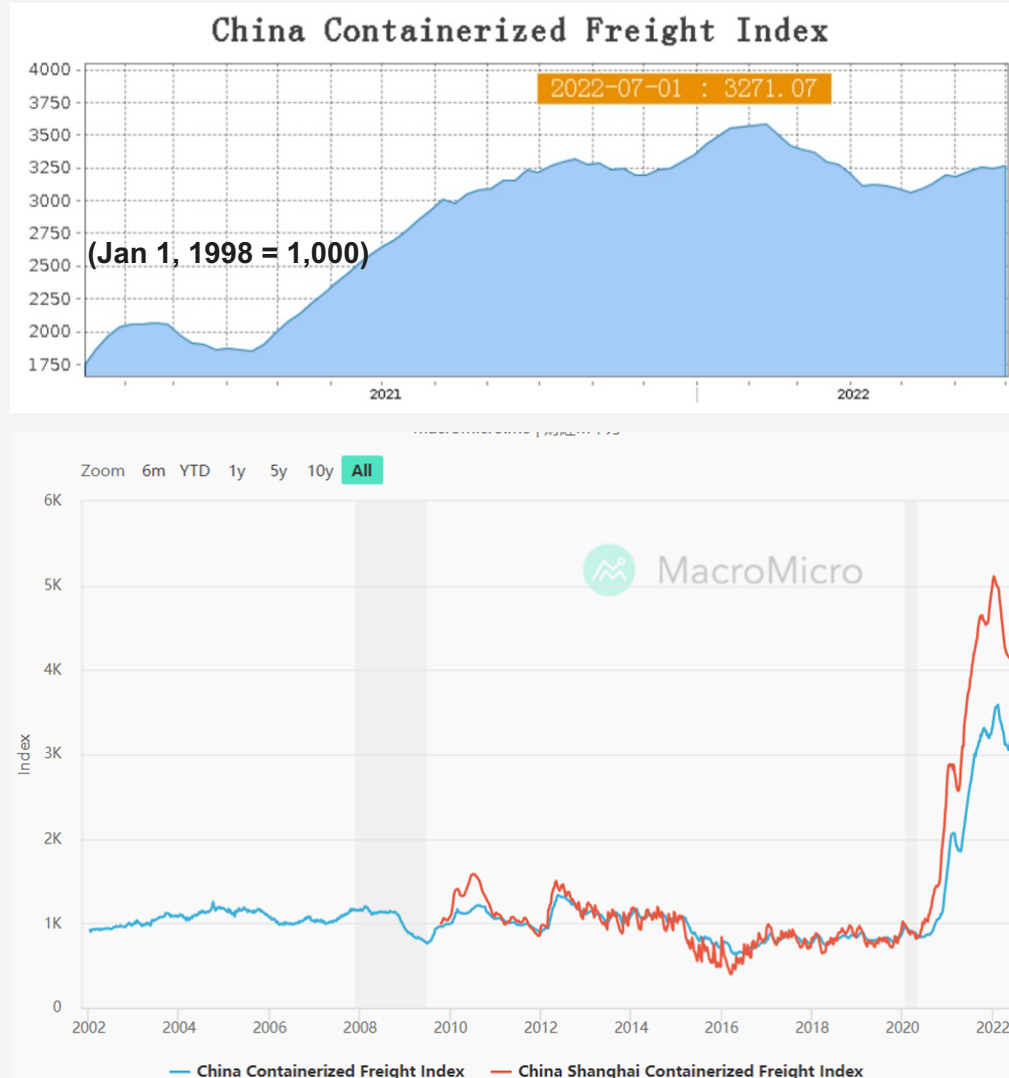 China Containerized Freight Index
2022-07-01 : 3271.07
4000
3750
3500
3250
3000
2750
(Jan 1, 1998 = 1,000)
2500
2250
2000
1750
2021 2022
Zoom 6m YTD 1y 5y 10y All
6K
MacroMicro
5K
4K
Index
3K
2K
1K
0
2002 2004 2006 2008 2010 2012 2014 2016 2018 2020 2022
China Containerized Freight Index China Shanghai Containerized Freight Index